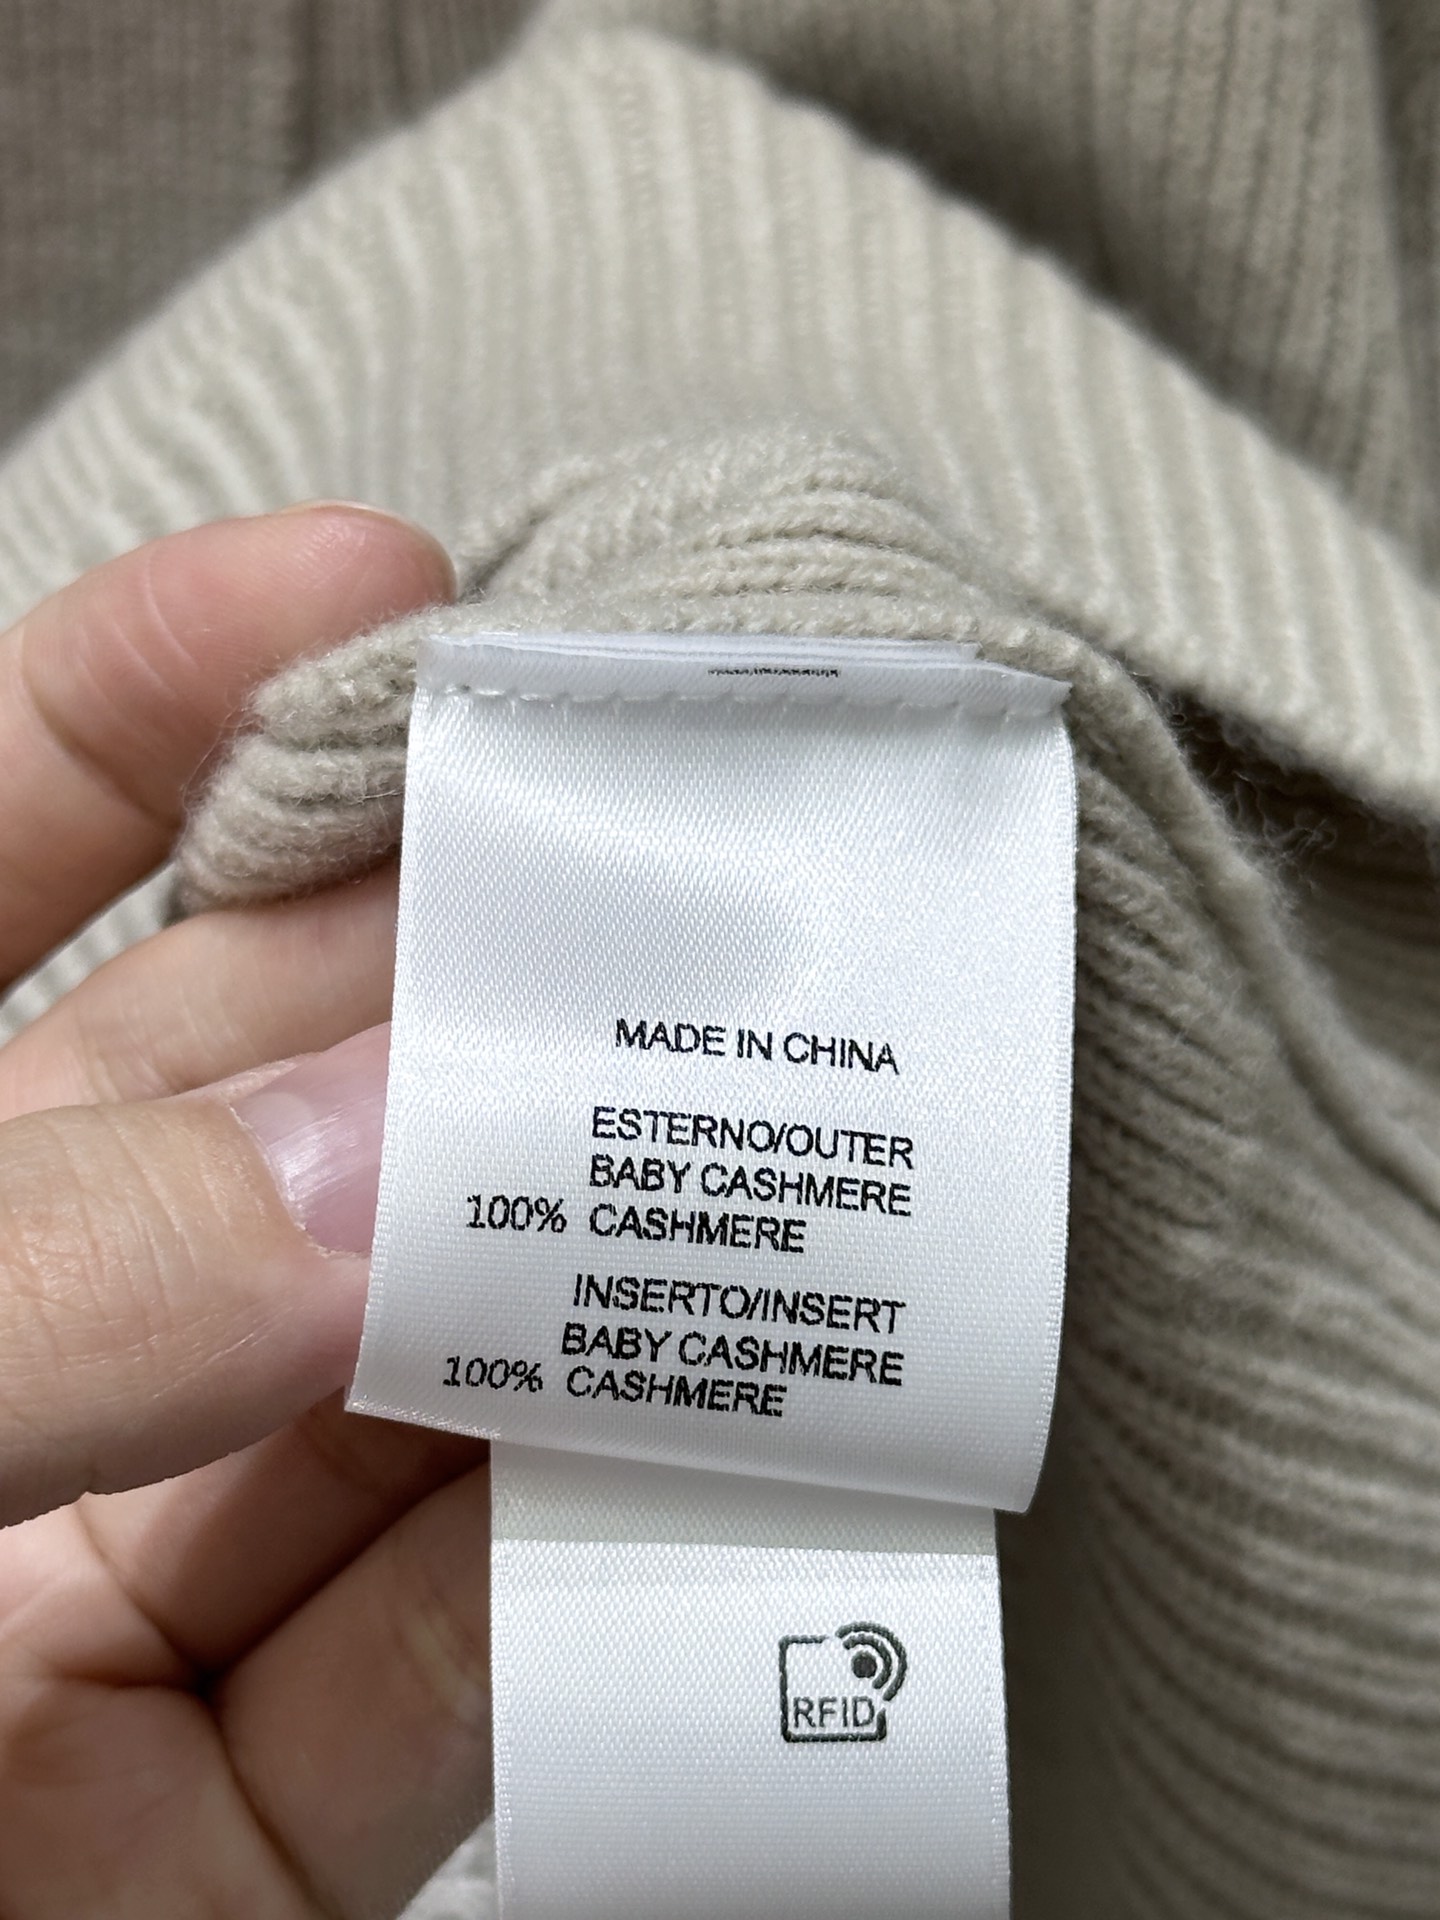 MADE IN CHINA
ESTERNO/OUTER
BABY CASHMERE
100% CASHMERE
INSERTO/INSERT
BABY CASHMERE
100% CASHMERE
RFID